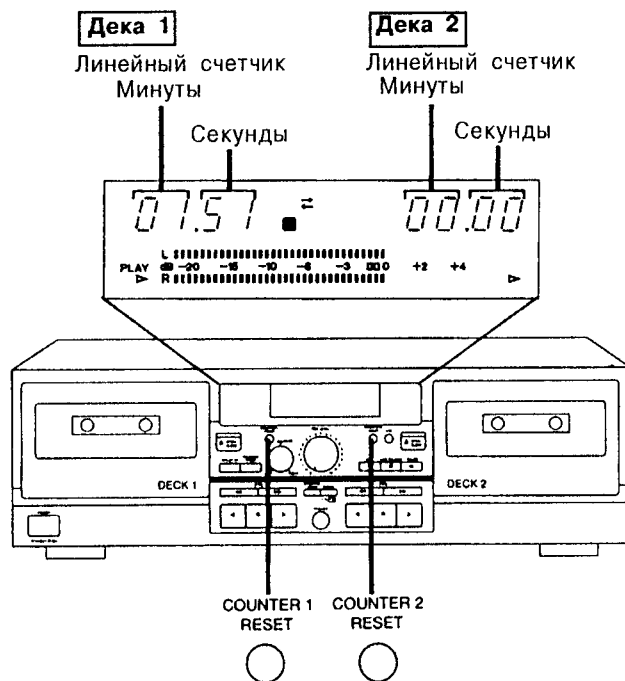 Дека 1
Дека 2
Линейный счетчик
Минуты
Линейный счетчик
Минуты
Секунды
Секунды
07.57
00.00
L
dB -20 -15 -10 -6 -3 0 +2 +4
PLAY
R
DECK 1
DECK 2
COUNTER 1
RESET
COUNTER 2
RESET